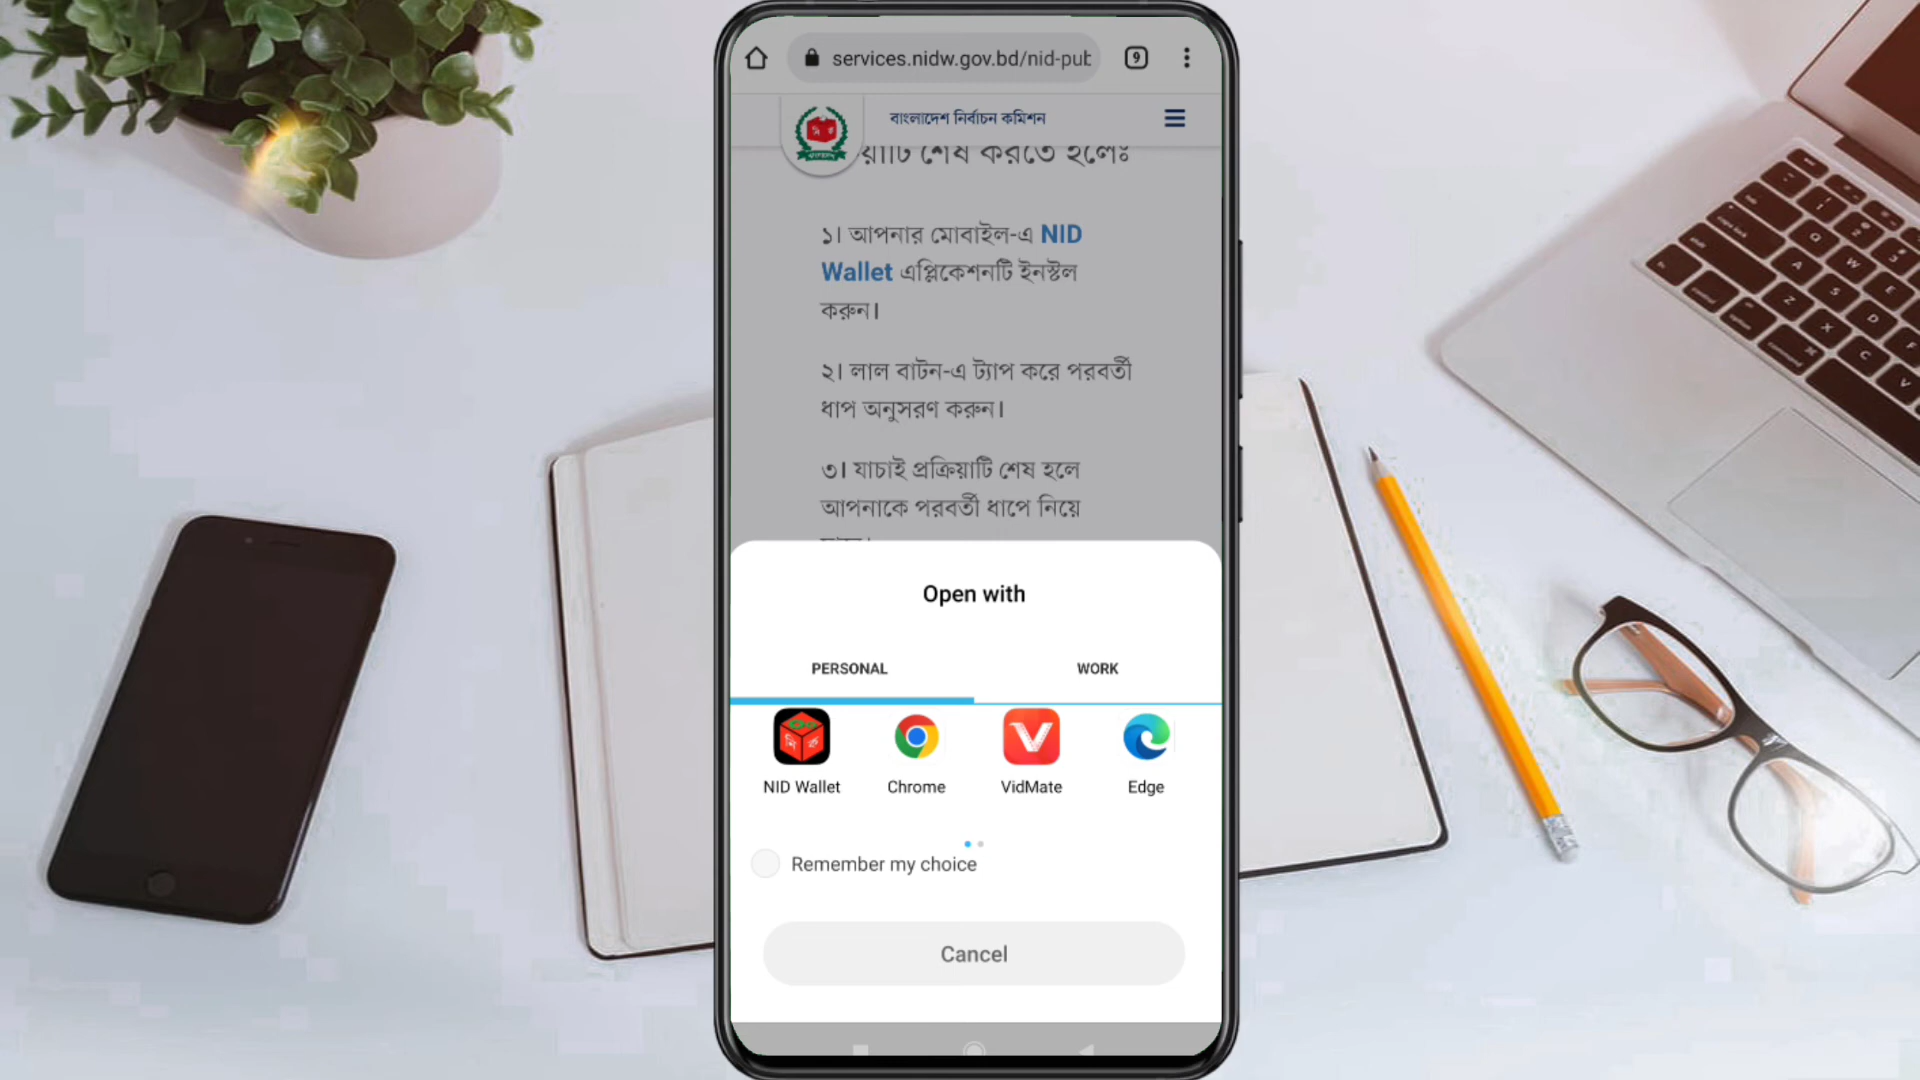 services.nidw.gov.bd/nid-pub
9
বাংলাদেশ নির্বাচন কমিশন
শেষ করতে হলেঃ
১। আপনার মোবাইল-এ NID
Wallet এপ্লিকেশনটি ইনস্টল
করুন।
২। লাল বাটন-এ ট্যাপ করে পরবর্তী
ধাপ অনুসরণ করুন।
৩। যাচাই প্রক্রিয়াটি শেষ হলে
আপনাকে পরবর্তী ধাপে নিয়ে
Open with
PERSONAL WORK
NID Wallet Chrome VidMate Edge
Remember my choice
Cancel